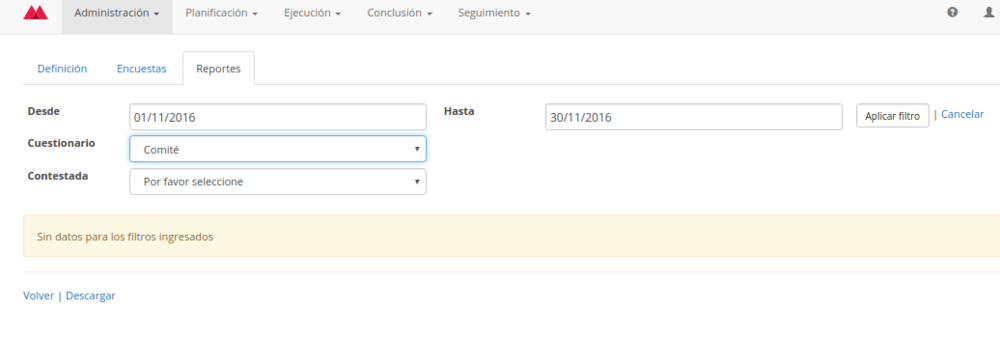 Administración Planificación Ejecución Conclusión Seguimiento
Definición Encuestas Reportes
Desde 01/11/2016 Hasta 30/11/2016 Aplicar filtro | Cancelar
Cuestionario Comité
Contestada Por favor seleccione
Sin datos para los filtros ingresados
Volver | Descargar